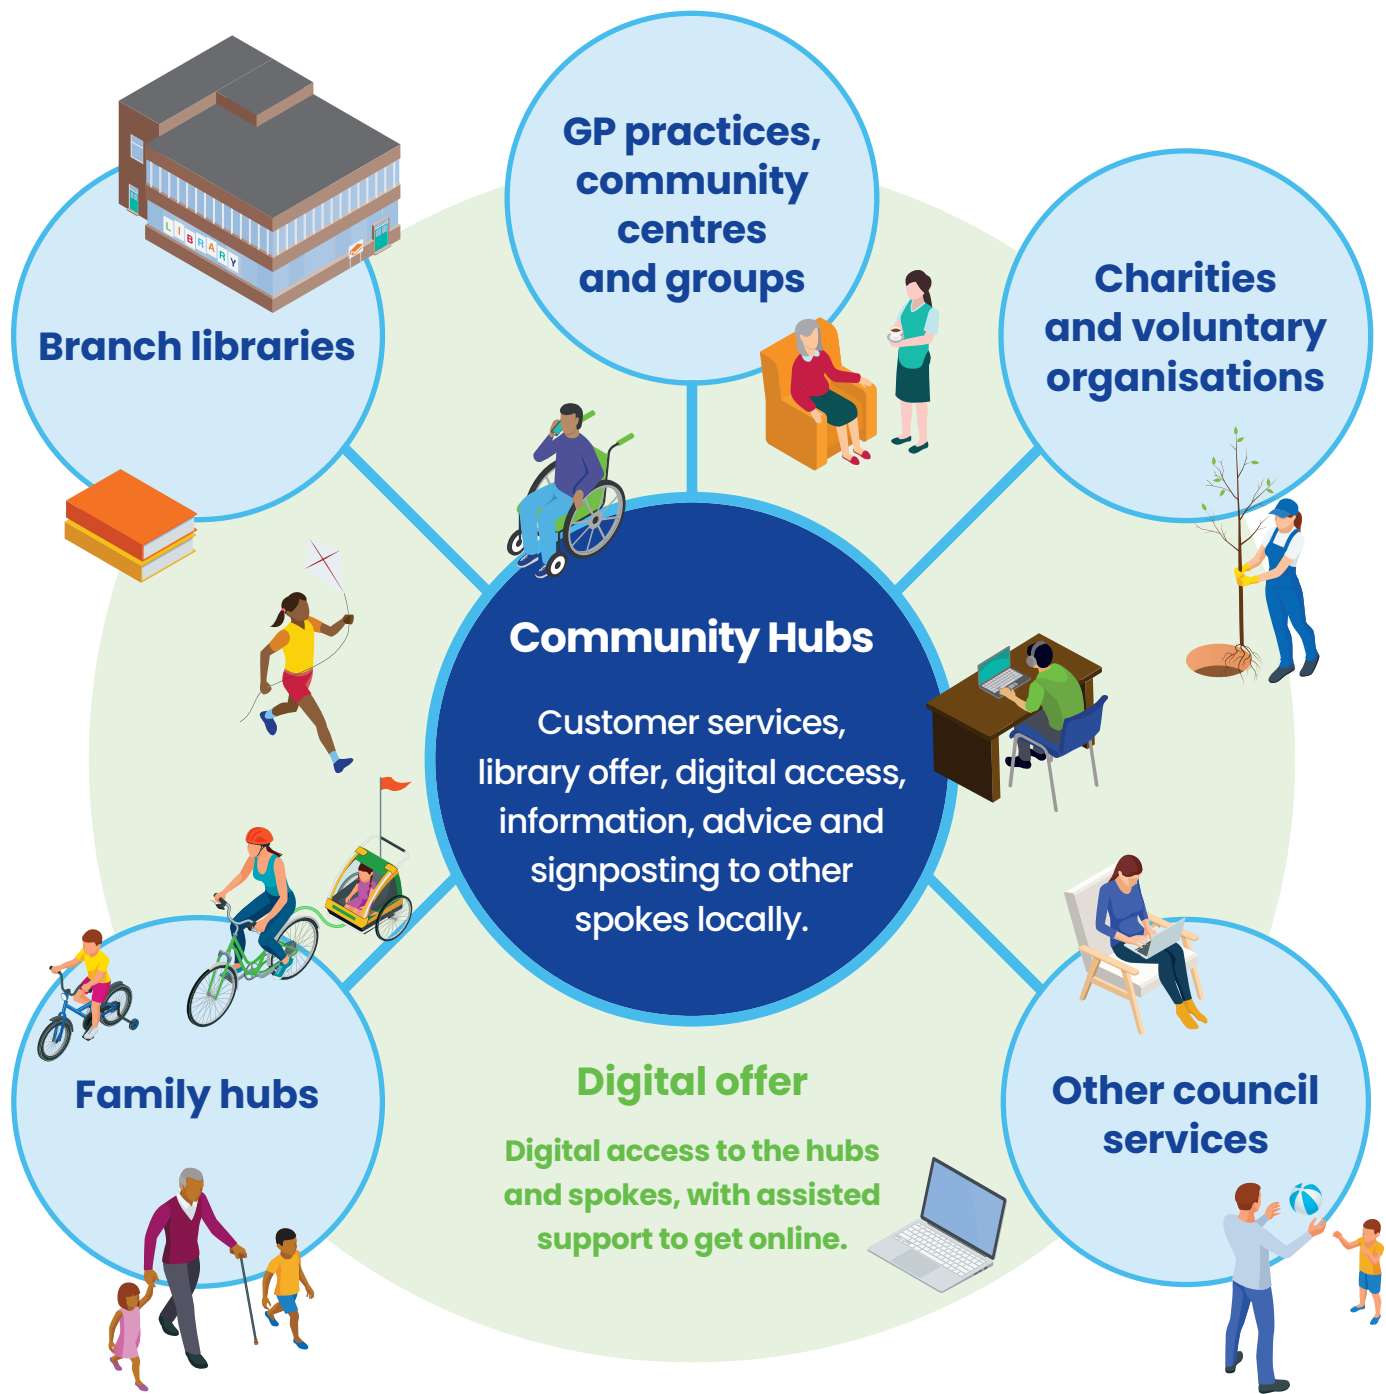 GP practices,
community
centres
and groups
LIBRARY
Branch libraries
Charities
and voluntary
organisations
Community Hubs
Customer services,
library offer, digital access,
information, advice and
signposting to other
spokes locally.
Family hubs
Digital offer
Digital access to the hubs
and spokes, with assisted
support to get online.
Other council
services